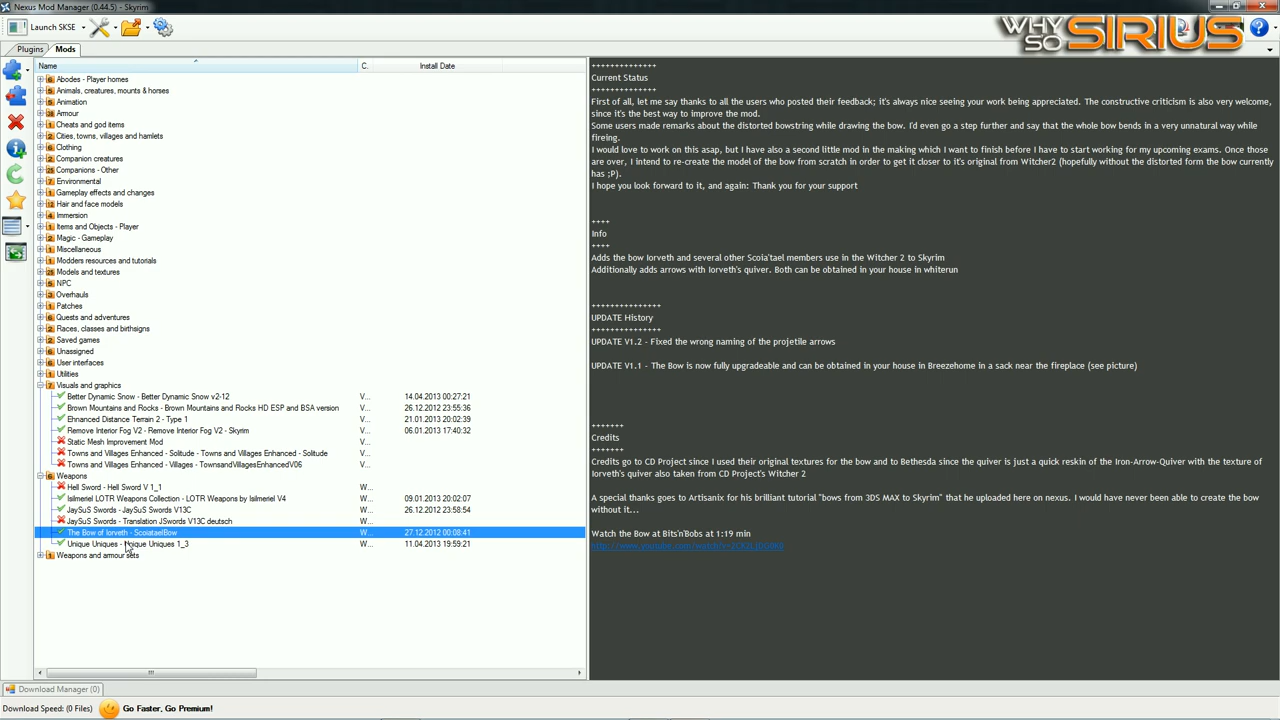 Nexus Mod Manager (0.44.5) - Skyrim
Launch SKSE
WHY SO SIRIUS
Plugins Mods
Name C. Install Date
Abodes - Player homes
Animals, creatures, mounts & horses
Animation
Armour
Cheats and god items
Cities, towns, villages and hamlets
Clothing
Companion creatures
Companions - Other
Environmental
Gameplay effects and changes
Hair and face models
Immersion
Items and Objects - Player
Magic - Gameplay
Miscellaneous
Modders resources and tutorials
Models and textures
NPC
Overhauls
Patches
Quests and adventures
Races, classes and birthsigns
Saved games
Unassigned
User interfaces
Utilities
Visuals and graphics
Better Dynamic Snow - Better Dynamic Snow v2-12 V... 14.04.2013 00:27:21
Brown Mountains and Rocks - Brown Mountains and Rocks HD ESP and BSA version V... 26.12.2012 23:55:36
Ehnanced Distance Terrain 2 - Type 1 V... 21.01.2013 20:02:39
Remove Interior Fog V2 - Remove Interior Fog V2 - Skyrim V... 06.01.2013 17:40:32
Static Mesh Improvement Mod V...
Towns and Villages Enhanced - Solitude - Towns and Villages Enhanced - Solitude V...
Towns and Villages Enhanced - Villages - TownsandVillagesEnhancedV06 V...
Weapons
Hell Sword - Hell Sword V 1_1 W...
Isilmeriel LOTR Weapons Collection - LOTR Weapons by Isilmeriel V4 W... 09.01.2013 20:02:07
JaySuS Swords - JaySuS Swords V13C W... 26.12.2012 23:58:54
JaySuS Swords - Translation JSwords V13C deutsch W...
The Bow of Iorveth - ScoiataelBow W... 27.12.2012 00:08:41
Unique Uniques - Unique Uniques 1_3 W... 11.04.2013 19:59:21
Weapons and armour sets
+++++++++++++++
Current Status
+++++++++++++++
First of all, let me say thanks to all the users who posted their feedback; it's always nice seeing your work being appreciated. The constructive criticism is also very welcome,
since it's the best way to improve the mod.
Some users made remarks about the distorted bowstring while drawing the bow. I'd even go a step further and say that the whole bow bends in a very unnatural way while
fireing.
I would love to work on this asap, but I have also a second little mod in the making which I want to finish before I have to start working for my upcoming exams. Once those
are over, I intend to re-create the model of the bow from scratch in order to get it closer to it's original from Witcher2 (hopefully without the distorted form the bow currently
has ;P).
I hope you look forward to it, and again: Thank you for your support
++++
Info
++++
Adds the bow Iorveth and several other Scoia'tael members use in the Witcher 2 to Skyrim
Additionally adds arrows with Iorveth's quiver. Both can be obtained in your house in whiterun
++++++++++++++++
UPDATE History
++++++++++++++++
UPDATE V1.2 - Fixed the wrong naming of the projetile arrows
UPDATE V1.1 - The Bow is now fully upgradeable and can be obtained in your house in Breezehome in a sack near the fireplace (see picture)
+++++++
Credits
+++++++
Credits go to CD Project since I used their original textures for the bow and to Bethesda since the quiver is just a quick reskin of the Iron-Arrow-Quiver with the texture of
Iorveth's quiver also taken from CD Project's Witcher 2
A special thanks goes to Artisanix for his brilliant tutorial "bows from 3DS MAX to Skyrim" that he uploaded here on nexus. I would have never been able to create the bow
without it...
Watch the Bow at Bits'n'Bobs at 1:19 min
Download Manager (0)
Download Speed: (0 Files) Go Faster, Go Premium!